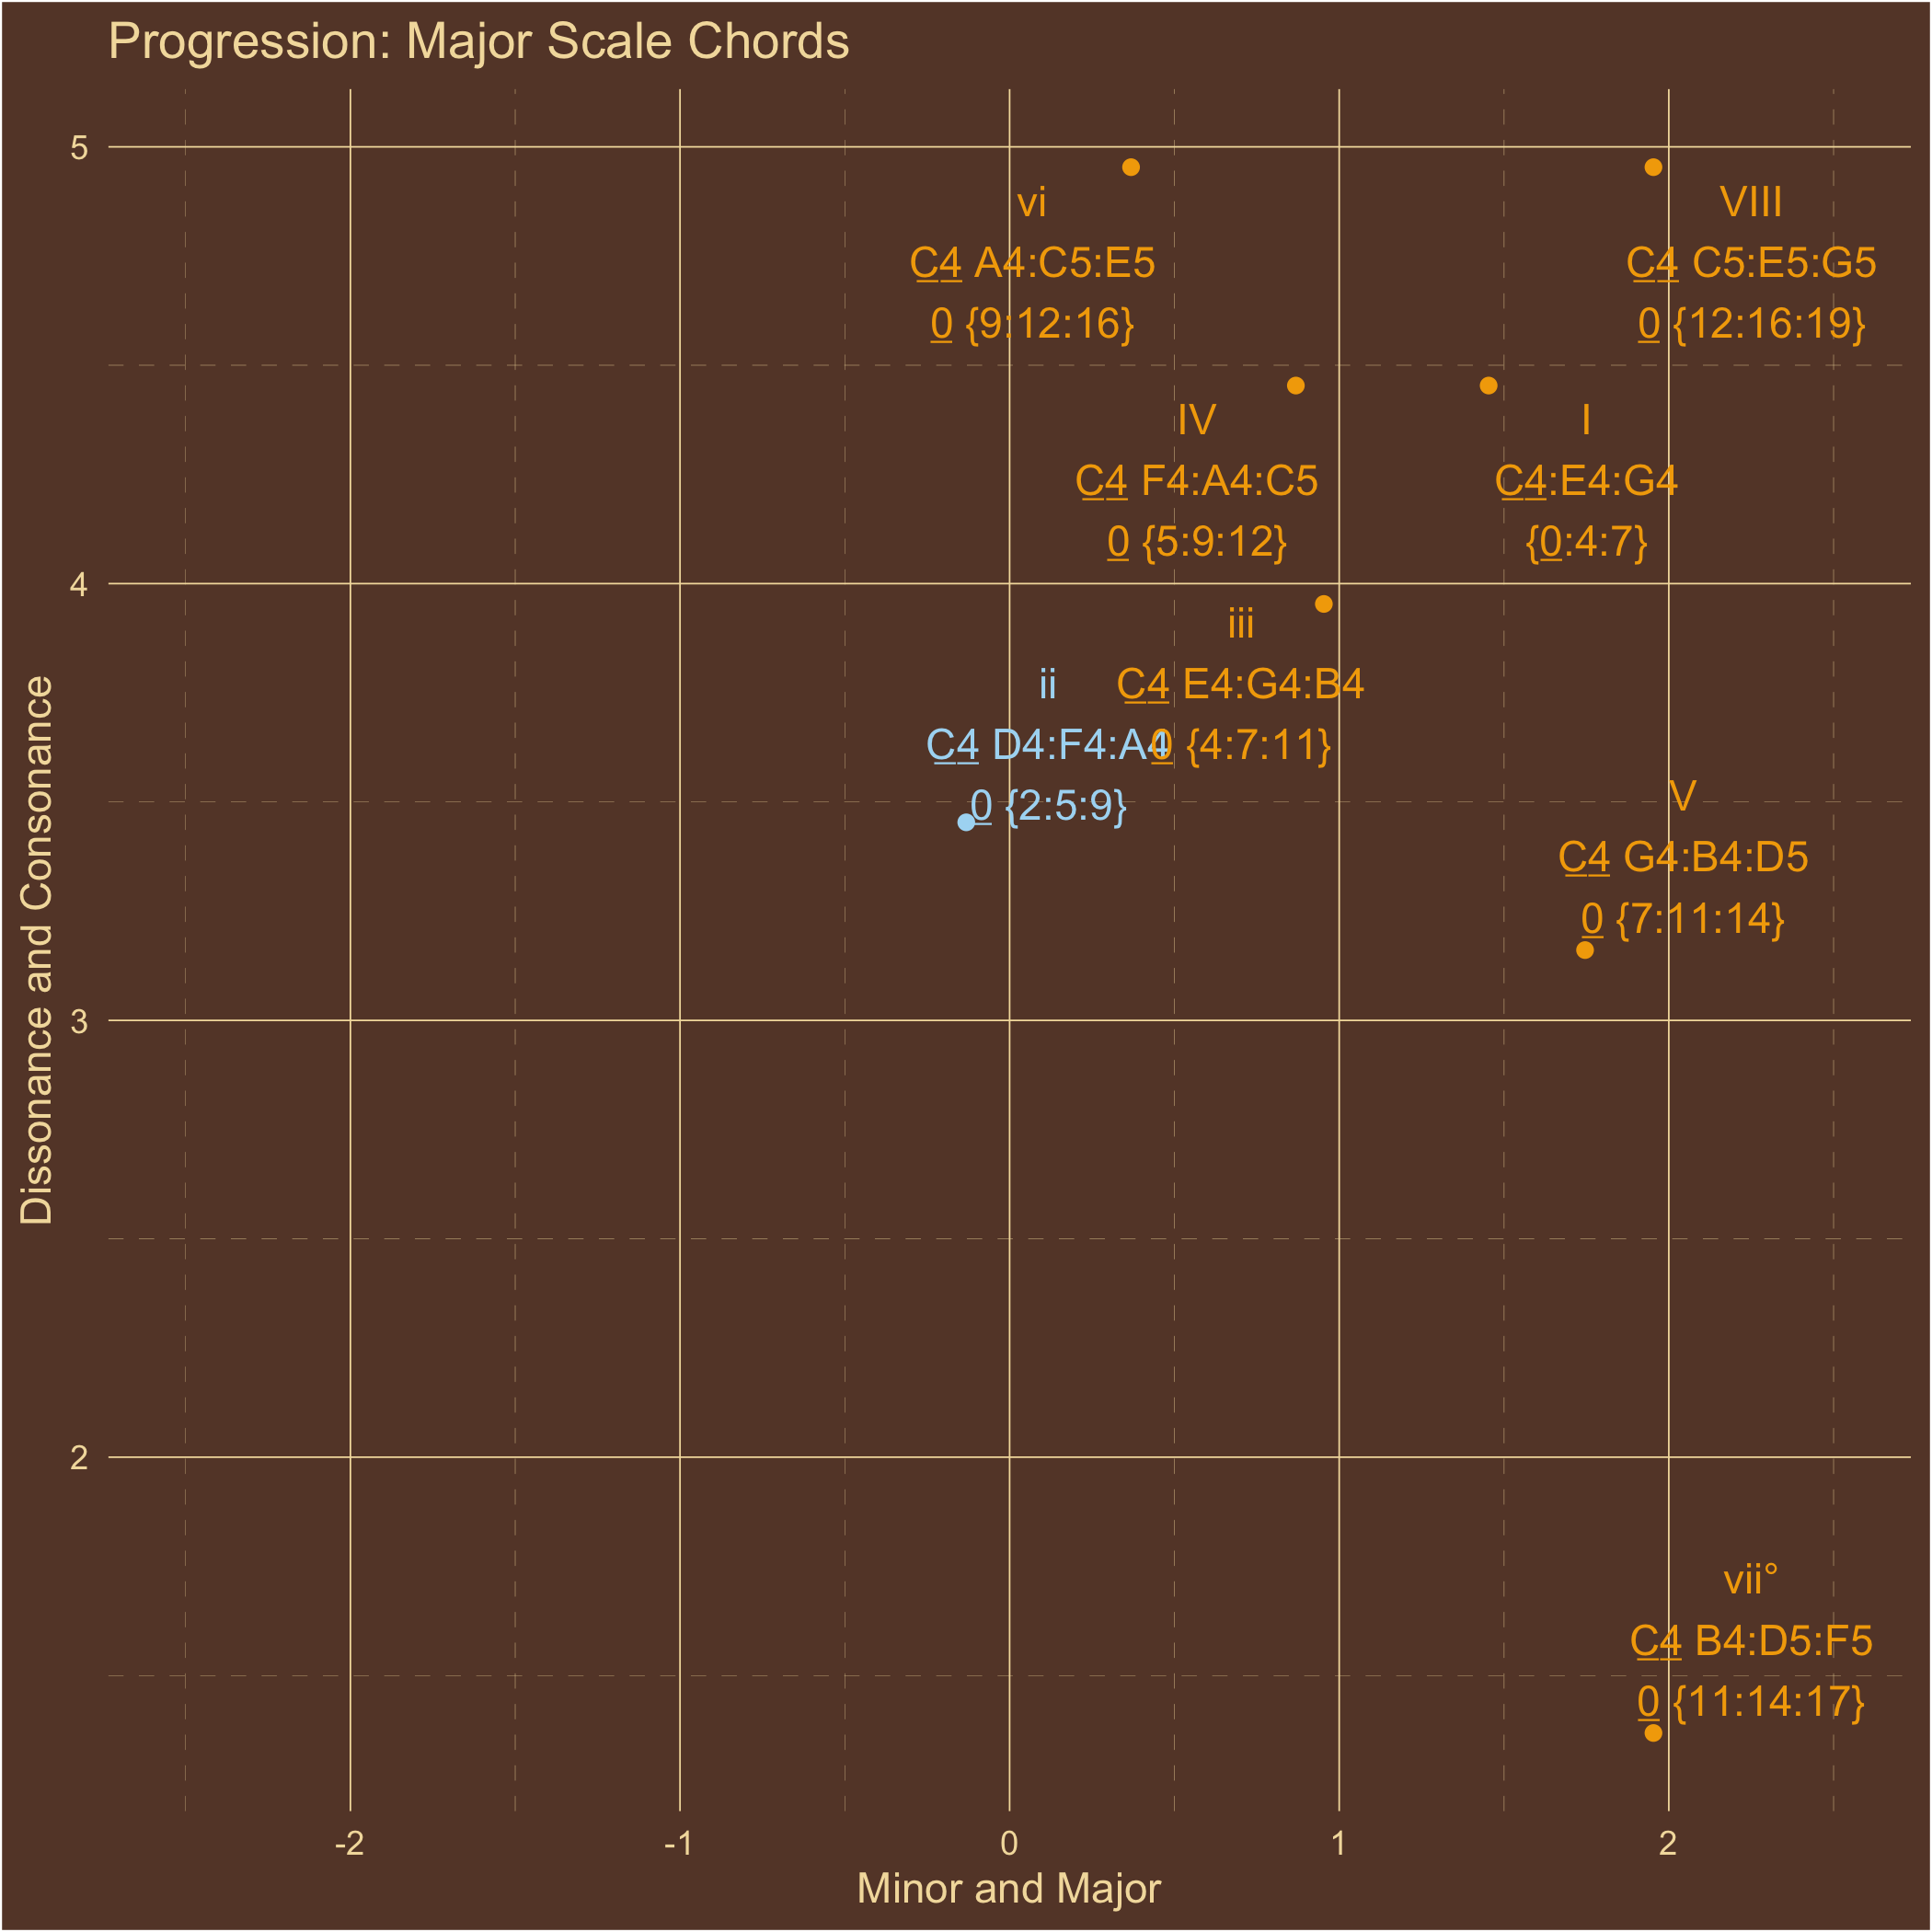 Progression: Major Scale Chords
5
vi
C4 A4:C5:E5
0 {9:12:16}
VIII
C4 C5:E5:G5
0 {12:16:19}
IV
C4 F4:A4:C5
0 {5:9:12}
I
C4:E4:G4
{0:4:7}
4
iii
C4 E4:G4:B4
0 {4:7:11}
ii
C4 D4:F4:A4
0 {2:5:9}
V
C4 G4:B4:D5
0 {7:11:14}
3
2
vii°
C4 B4:D5:F5
0 {11:14:17}
Dissonance and Consonance
-2 -1 0 1 2
Minor and Major